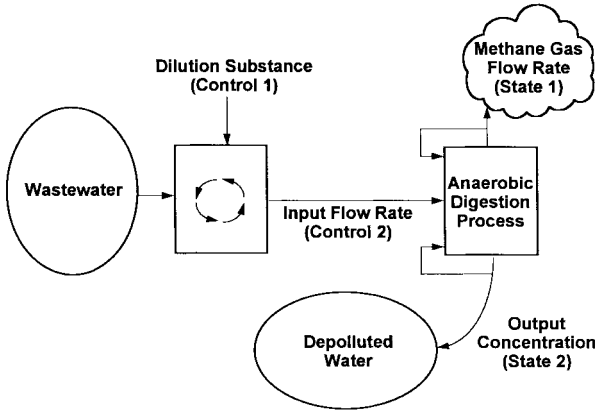 Methane Gas
Flow Rate
(State 1)
Dilution Substance
(Control 1)
Wastewater
Input Flow Rate
(Control 2)
Anaerobic
Digestion
Process
Depolluted
Water
Output
Concentration
(State 2)